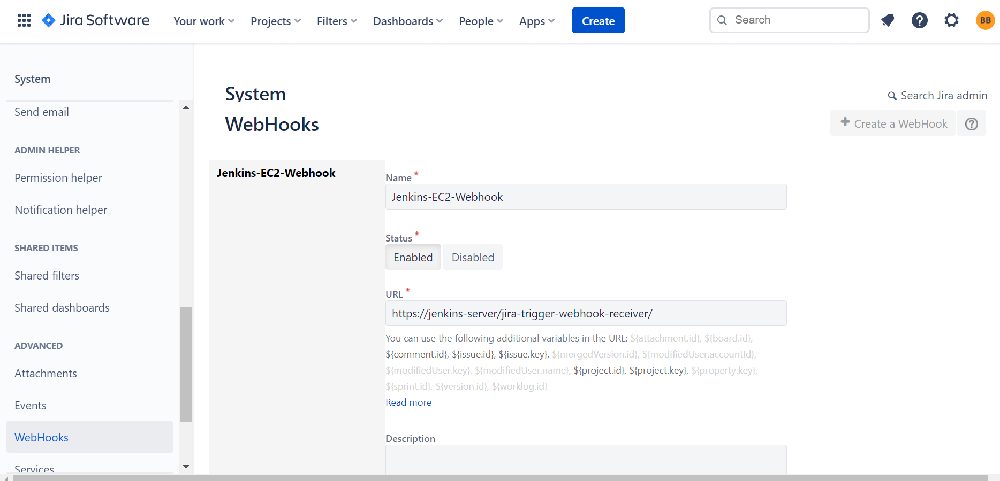 Jira Software Your work Projects Filters Dashboards People Apps Create Search BB
System
Send email
ADMIN HELPER
Permission helper
Notification helper
SHARED ITEMS
Shared filters
Shared dashboards
ADVANCED
Attachments
Events
WebHooks
Services
System
Search Jira admin
WebHooks
+ Create a WebHook
Jenkins-EC2-Webhook
Name *
Jenkins-EC2-Webhook
Status *
Enabled Disabled
URL *
https://jenkins-server/jira-trigger-webhook-receiver/
You can use the following additional variables in the URL: ${attachment.id}, ${board.id},
${comment.id}, ${issue.id}, ${issue.key}, ${mergedVersion.id}, ${modifiedUser.accountId},
${modifiedUser.key}, ${modifiedUser.name}, ${project.id}, ${project.key}, ${property.key},
${sprint.id}, ${version.id}, ${worklog.id}
Read more
Description